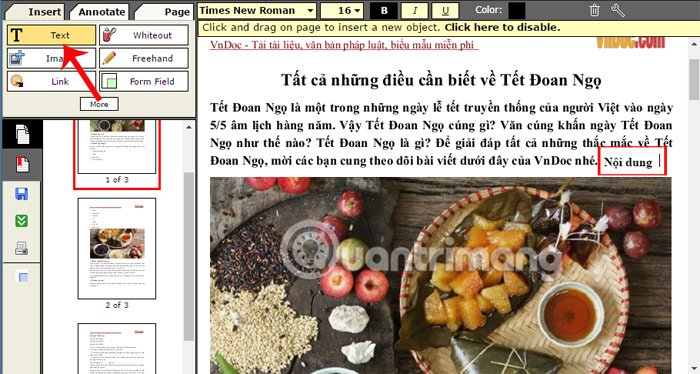 Insert Annotate Page
Times New Roman 16 B I U Color:
Click and drag on page to insert a new object. Click here to disable.
Text Whiteout
Image Freehand
Link Form Field
More
1 of 3
2 of 3
VnDoc - Tải tài liệu, văn bản pháp luật, biểu mẫu miễn phí
VnDoc.com
Tất cả những điều cần biết về Tết Đoan Ngọ
Tết Đoan Ngọ là một trong những ngày lễ tết truyền thống của người Việt vào ngày
5/5 âm lịch hàng năm. Vậy Tết Đoan Ngọ cúng gì? Văn cúng khấn ngày Tết Đoan
Ngọ như thế nào? Tết Đoan Ngọ là gì? Để giải đáp tất cả những thắc mắc về Tết
Đoan Ngọ, mời các bạn cung theo dõi bài viết dưới đây của VnDoc nhé. Nội dung
Quantrimang